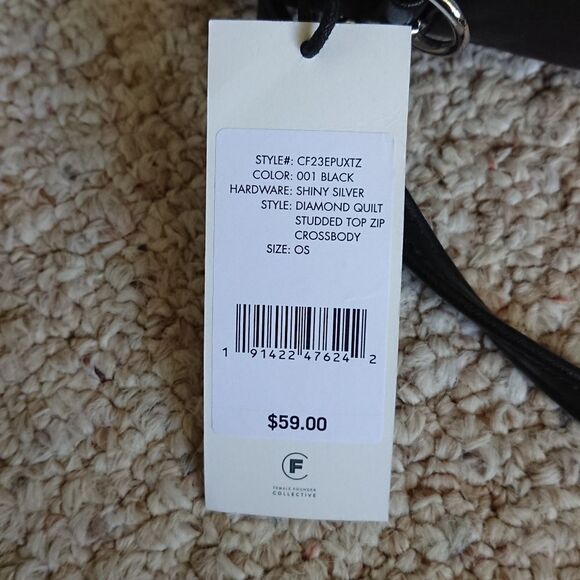 STYLE#: CF23EPUXTZ
COLOR: 001 BLACK
HARDWARE: SHINY SILVER
STYLE: DIAMOND QUILT
STUDDED TOP ZIP
CROSSBODY
SIZE: OS
1 91422 47624 2
$59.00
F
FEMALE FOUNDER
COLLECTIVE